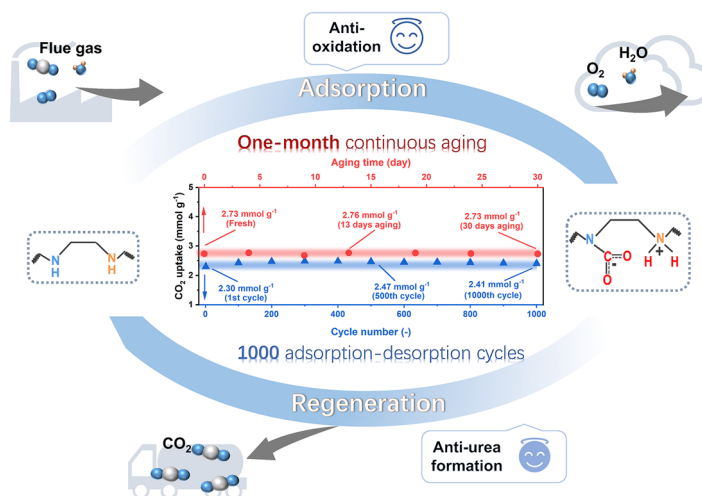 Anti-
oxidation
Flue gas
H₂O
O₂
Adsorption
One-month continuous aging
Aging time (day)
0 5 10 15 20 25 30
CO₂ uptake (mmol g⁻¹)
5
4
3
2
1
2.73 mmol g⁻¹
(Fresh)
2.76 mmol g⁻¹
(13 days aging)
2.73 mmol g⁻¹
(30 days aging)
2.30 mmol g⁻¹
(1st cycle)
2.47 mmol g⁻¹
(500th cycle)
2.41 mmol g⁻¹
(1000th cycle)
0 200 400 600 800 1000
Cycle number (-)
N
H
N
H
N
N
+
C
O
-
H
H
O
1000 adsorption-desorption cycles
Regeneration
CO₂
Anti-urea
formation